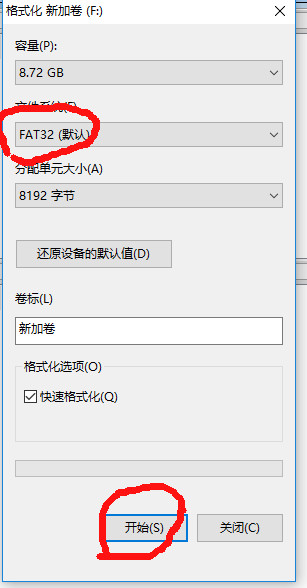 格式化 新加卷 (F:)
容量(P):
8.72 GB
文件系统(F)
FAT32 (默认)
分配单元大小(A)
8192 字节
还原设备的默认值(D)
卷标(L)
新加卷
格式化选项(O)
快速格式化(Q)
开始(S)
关闭(C)